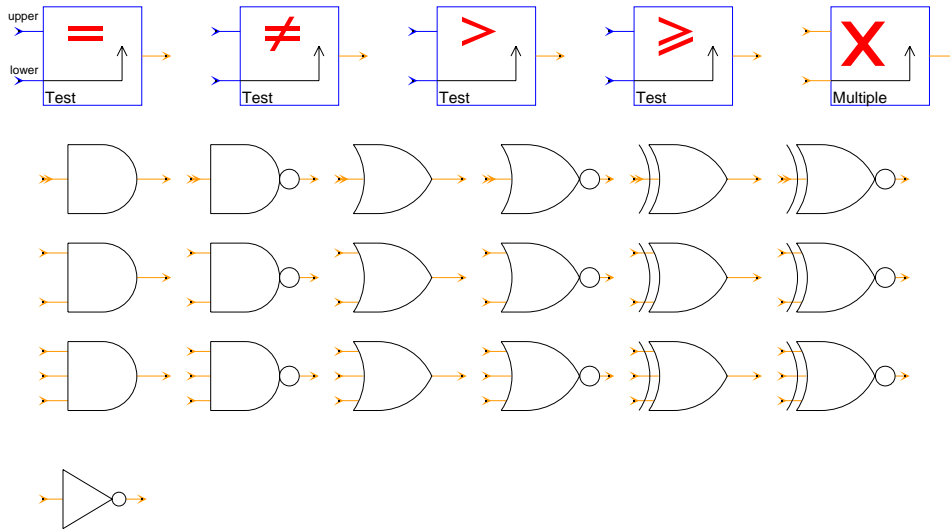 upper
lower
=
Test
≠
Test
>
Test
⩾
Test
X
Multiple